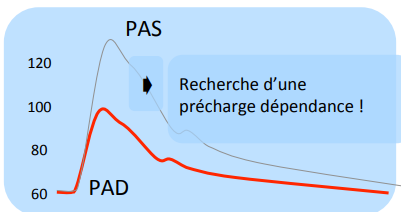 PAS
120
Recherche d’une
précharge dépendance !
100
80
PAD
60